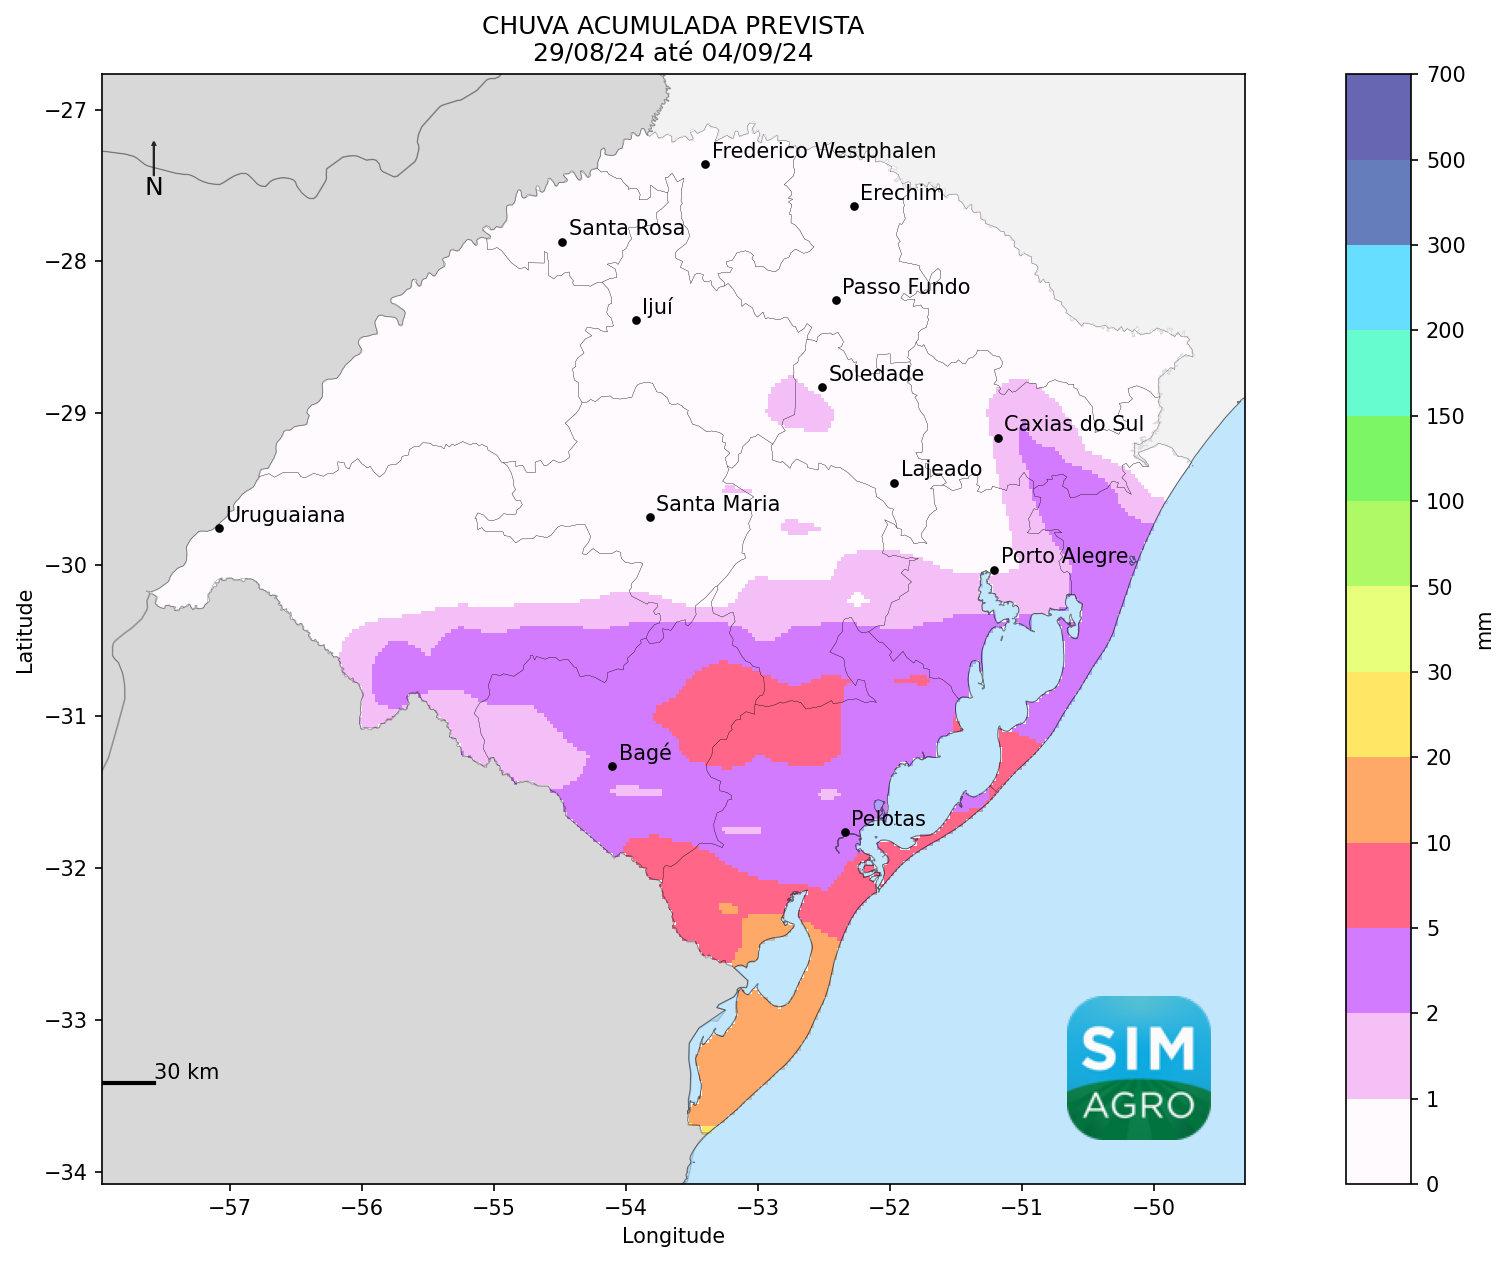 CHUVA ACUMULADA PREVISTA
29/08/24 até 04/09/24
−27
−28
−29
−30
−31
−32
−33
−34
Latitude
N
Frederico Westphalen
Erechim
Santa Rosa
Passo Fundo
Ijuí
Soledade
Caxias do Sul
Lajeado
Santa Maria
Uruguaiana
Porto Alegre
Bagé
Pelotas
30 km
SIM
AGRO
−57
−56
−55
−54
−53
−52
−51
−50
Longitude
700
500
300
200
150
100
50
30
20
10
5
2
1
0
mm